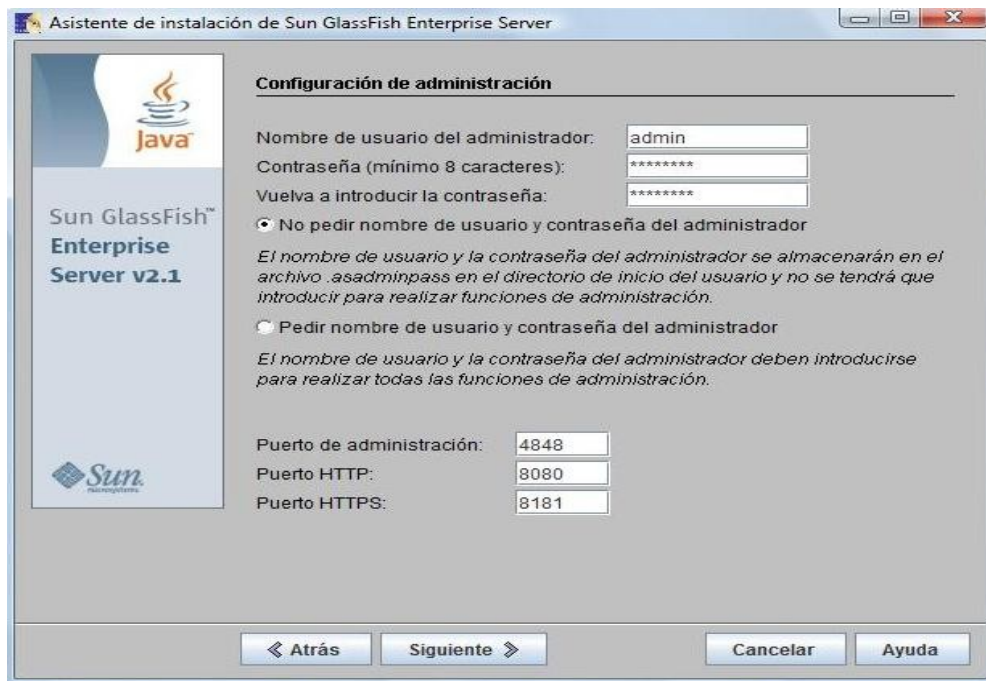 Asistente de instalación de Sun GlassFish Enterprise Server
Java
Sun GlassFish™
Enterprise
Server v2.1
Sun
microsystems
Configuración de administración
Nombre de usuario del administrador: admin
Contraseña (mínimo 8 caracteres): ********
Vuelva a introducir la contraseña: ********
No pedir nombre de usuario y contraseña del administrador
El nombre de usuario y la contraseña del administrador se almacenarán en el
archivo .asadminpass en el directorio de inicio del usuario y no se tendrá que
introducir para realizar funciones de administración.
Pedir nombre de usuario y contraseña del administrador
El nombre de usuario y la contraseña del administrador deben introducirse
para realizar todas las funciones de administración.
Puerto de administración: 4848
Puerto HTTP: 8080
Puerto HTTPS: 8181
Atrás
Siguiente
Cancelar
Ayuda